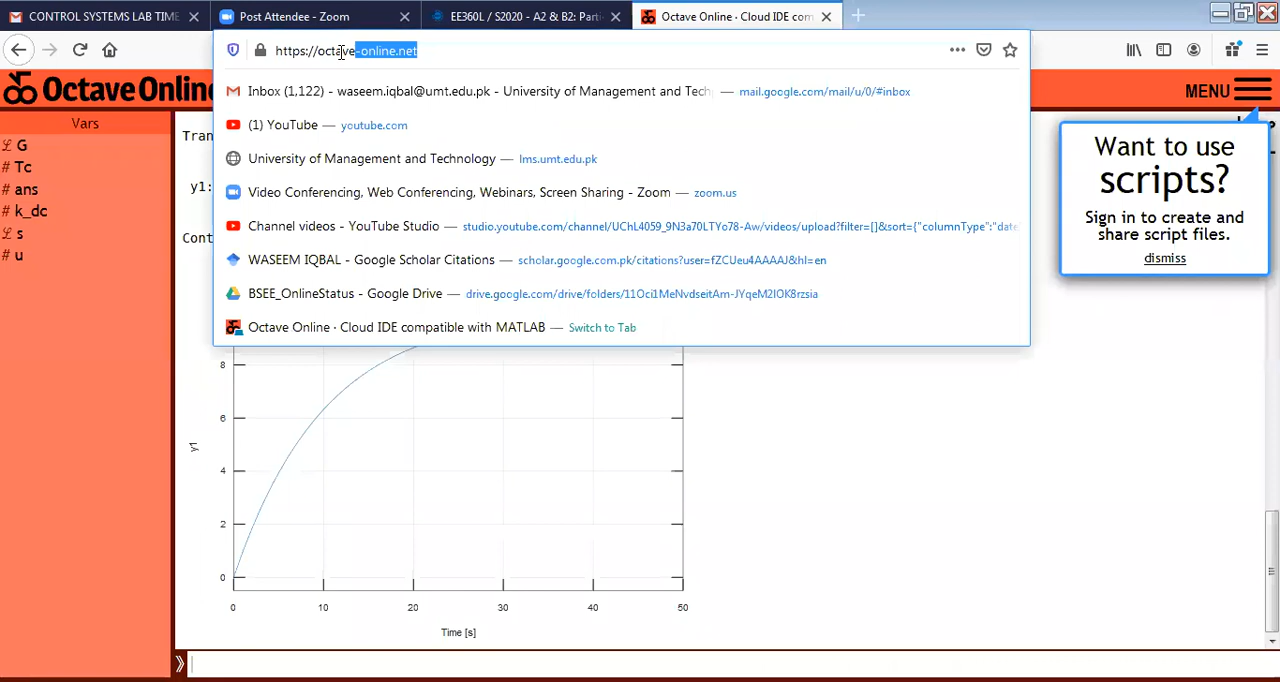 CONTROL SYSTEMS LAB TIME
Post Attendee - Zoom
EE360L / S2020 - A2 & B2: Parti
Octave Online · Cloud IDE com
https://octave-online.net
Octave Online
MENU
Vars
G
Tc
ans
k_dc
s
u
Tran
y1:
Cont
Inbox (1,122) - waseem.iqbal@umt.edu.pk - University of Management and Tech — mail.google.com/mail/u/0/#inbox
(1) YouTube — youtube.com
University of Management and Technology — lms.umt.edu.pk
Video Conferencing, Web Conferencing, Webinars, Screen Sharing - Zoom — zoom.us
Channel videos - YouTube Studio — studio.youtube.com/channel/UChL4059_9N3a70LTYo78-Aw/videos/upload?filter=[]&sort={"columnType":"date
WASEEM IQBAL - Google Scholar Citations — scholar.google.com.pk/citations?user=fZCUeu4AAAAJ&hl=en
BSEE_OnlineStatus - Google Drive — drive.google.com/drive/folders/11Oci1MeNvdseitAm-JYqeM2IOK8rzsia
Octave Online · Cloud IDE compatible with MATLAB — Switch to Tab
Want to use
scripts?
Sign in to create and
share script files.
dismiss
8
6
4
2
0
y1
0 10 20 30 40 50
Time [s]